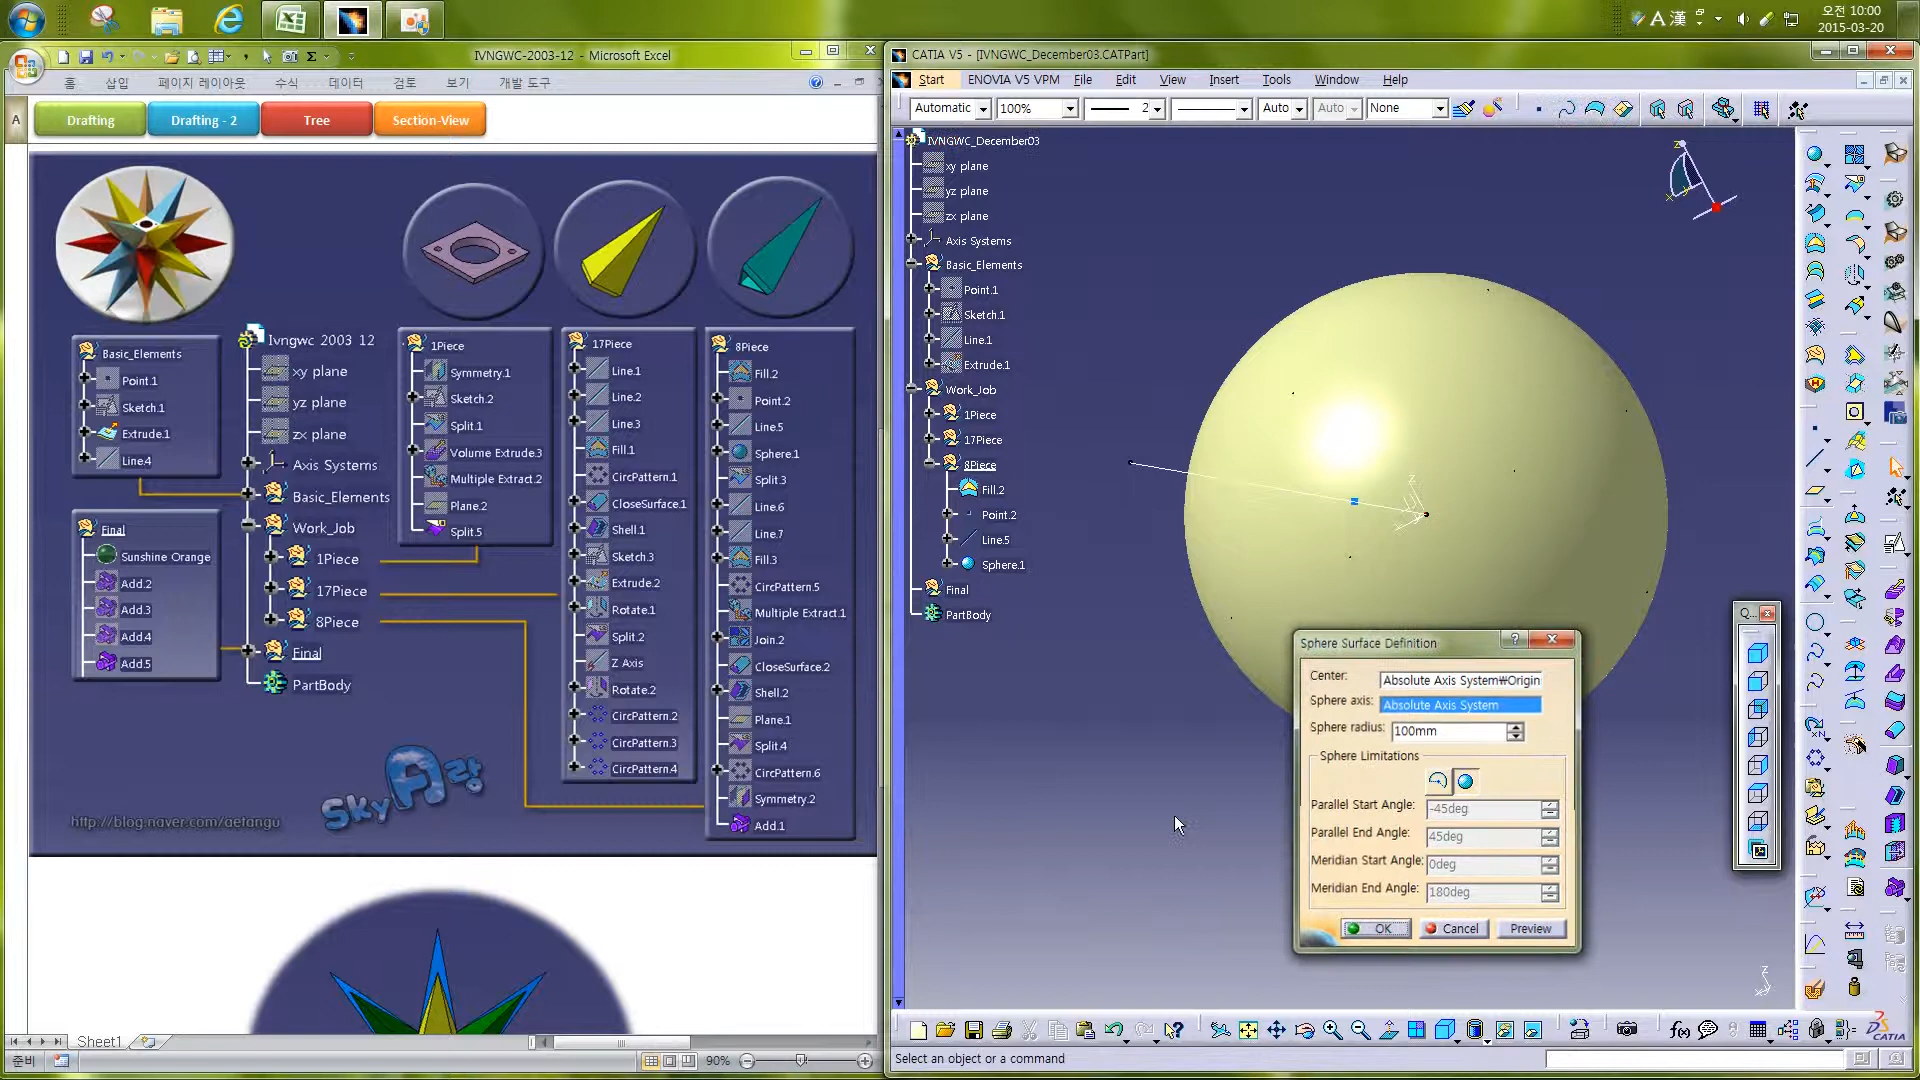 오전 10:00
2015-03-20
A 漢
IVNGWC-2003-12 - Microsoft Excel
홈 삽입 페이지 레이아웃 수식 데이터 검토 보기 개발 도구
A
Drafting Drafting - 2 Tree Section-View
Basic_Elements
Point.1
Sketch.1
Extrude.1
Line.4
Final
Sunshine Orange
Add.2
Add.3
Add.4
Add.5
Ivngwc 2003 12
xy plane
yz plane
zx plane
Axis Systems
Basic_Elements
Work_Job
1Piece
17Piece
8Piece
Final
PartBody
1Piece
Symmetry.1
Sketch.2
Split.1
Volume Extrude.3
Multiple Extract.2
Plane.2
Split.5
17Piece
Line.1
Line.2
Line.3
Fill.1
CircPattern.1
CloseSurface.1
Shell.1
Sketch.3
Extrude.2
Rotate.1
Split.2
Z Axis
Rotate.2
CircPattern.2
CircPattern.3
CircPattern.4
8Piece
Fill.2
Point.2
Line.5
Sphere.1
Split.3
Line.6
Line.7
Fill.3
CircPattern.5
Multiple Extract.1
Join.2
CloseSurface.2
Shell.2
Plane.1
Split.4
CircPattern.6
Symmetry.2
Add.1
SkyA랑
http://blog.naver.com/aetangu
Sheet1
준비
90%
CATIA V5 - [IVNGWC_December03.CATPart]
Start ENOVIA V5 VPM File Edit View Insert Tools Window Help
Automatic 100% 2 Auto Auto None
IVNGWC_December03
xy plane
yz plane
zx plane
Axis Systems
Basic_Elements
Point.1
Sketch.1
Line.1
Extrude.1
Work_Job
1Piece
17Piece
8Piece
Fill.2
Point.2
Line.5
Sphere.1
Final
PartBody
z
x
y
Z
Q...
Sphere Surface Definition
Center: Absolute Axis System₩Origin
Sphere axis: Absolute Axis System
Sphere radius: 100mm
Sphere Limitations
Parallel Start Angle: -45deg
Parallel End Angle: 45deg
Meridian Start Angle: 0deg
Meridian End Angle: 180deg
OK Cancel Preview
Z
f(x)
CATIA
Select an object or a command